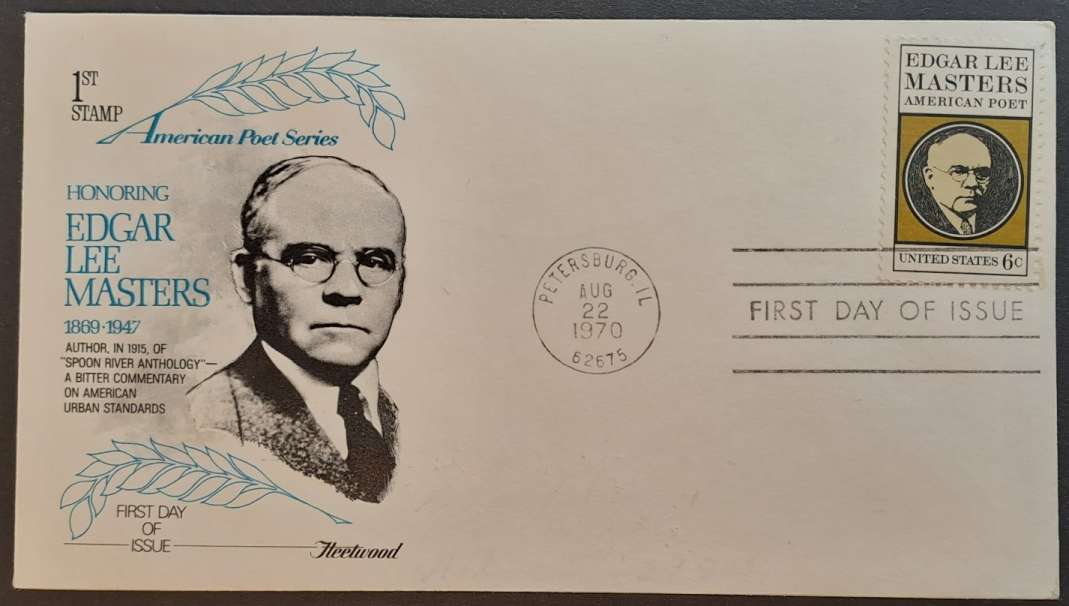 1ST
STAMP
American Poet Series
HONORING
EDGAR
LEE
MASTERS
1869·1947
AUTHOR, IN 1915, OF
"SPOON RIVER ANTHOLOGY"—
A BITTER COMMENTARY
ON AMERICAN
URBAN STANDARDS
FIRST DAY
OF
ISSUE
Fleetwood
PETERSBURG, IL
AUG
22
1970
62675
EDGAR LEE
MASTERS
AMERICAN POET
UNITED STATES 6c
FIRST DAY OF ISSUE